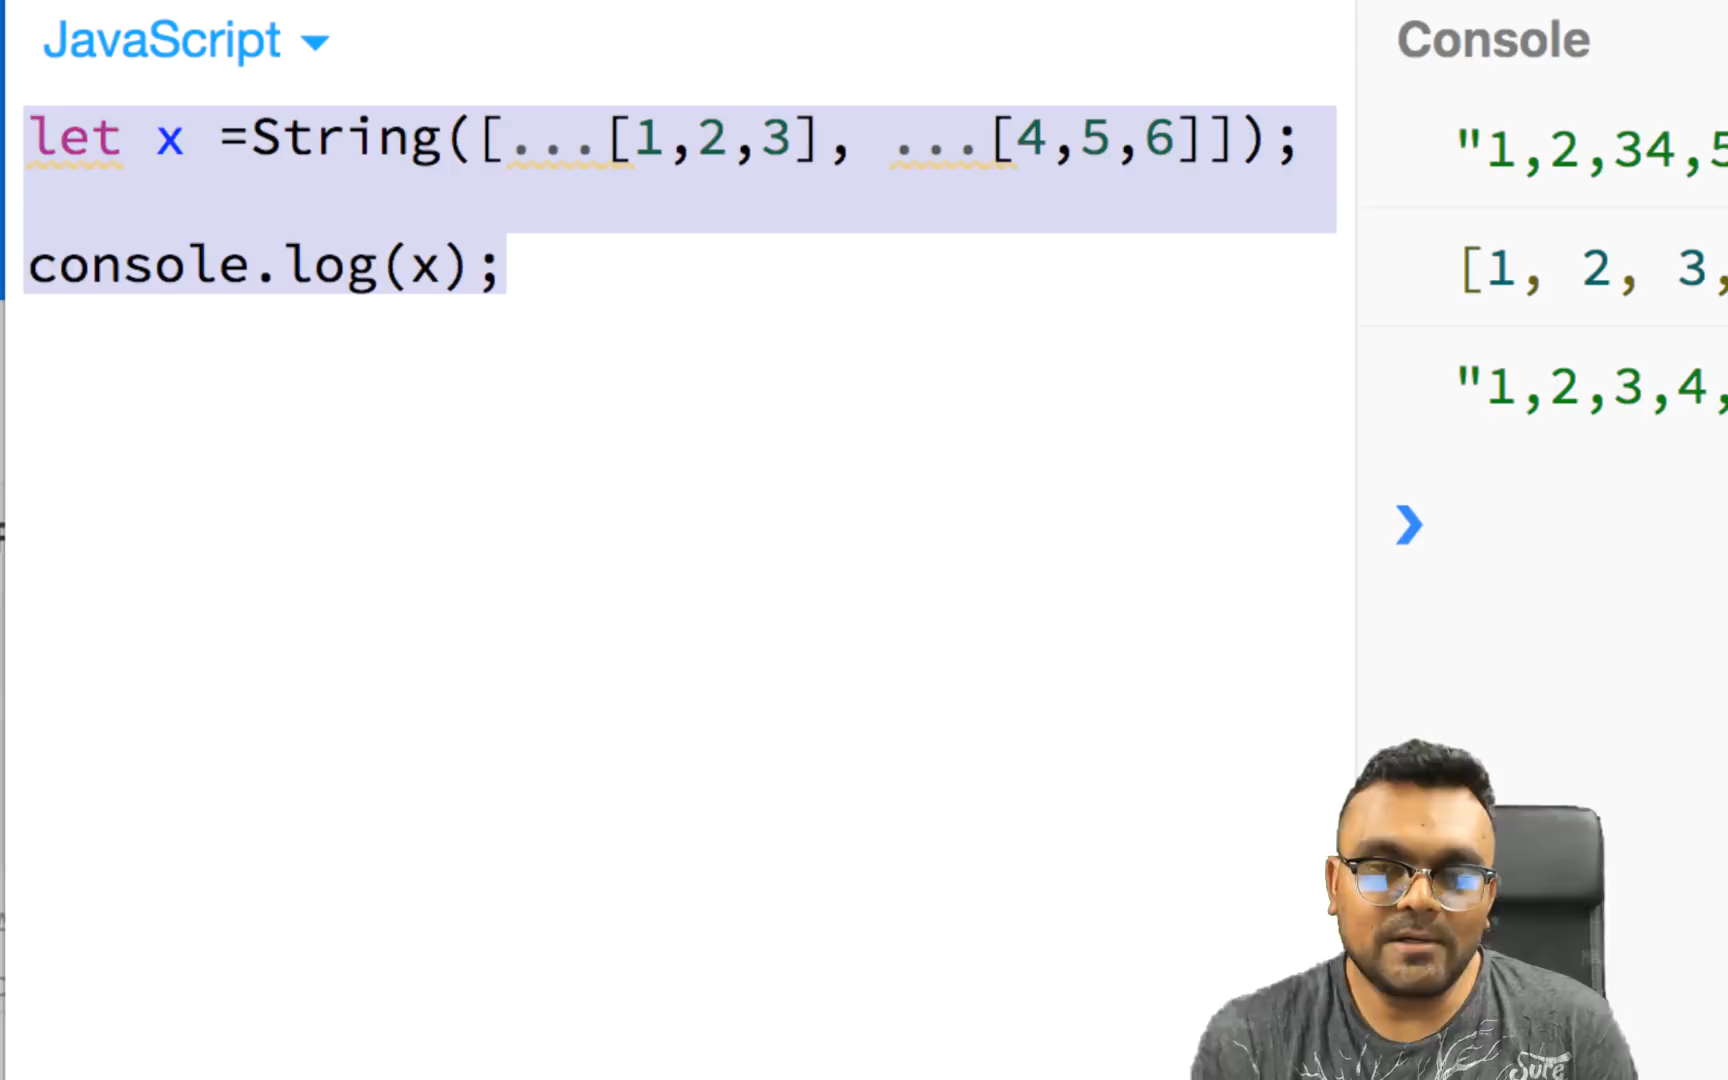 JavaScript
let x =String([...[1,2,3], ...[4,5,6]]);
console.log(x);
Console
"1,2,34,5
[1, 2, 3,
"1,2,3,4,
Sure